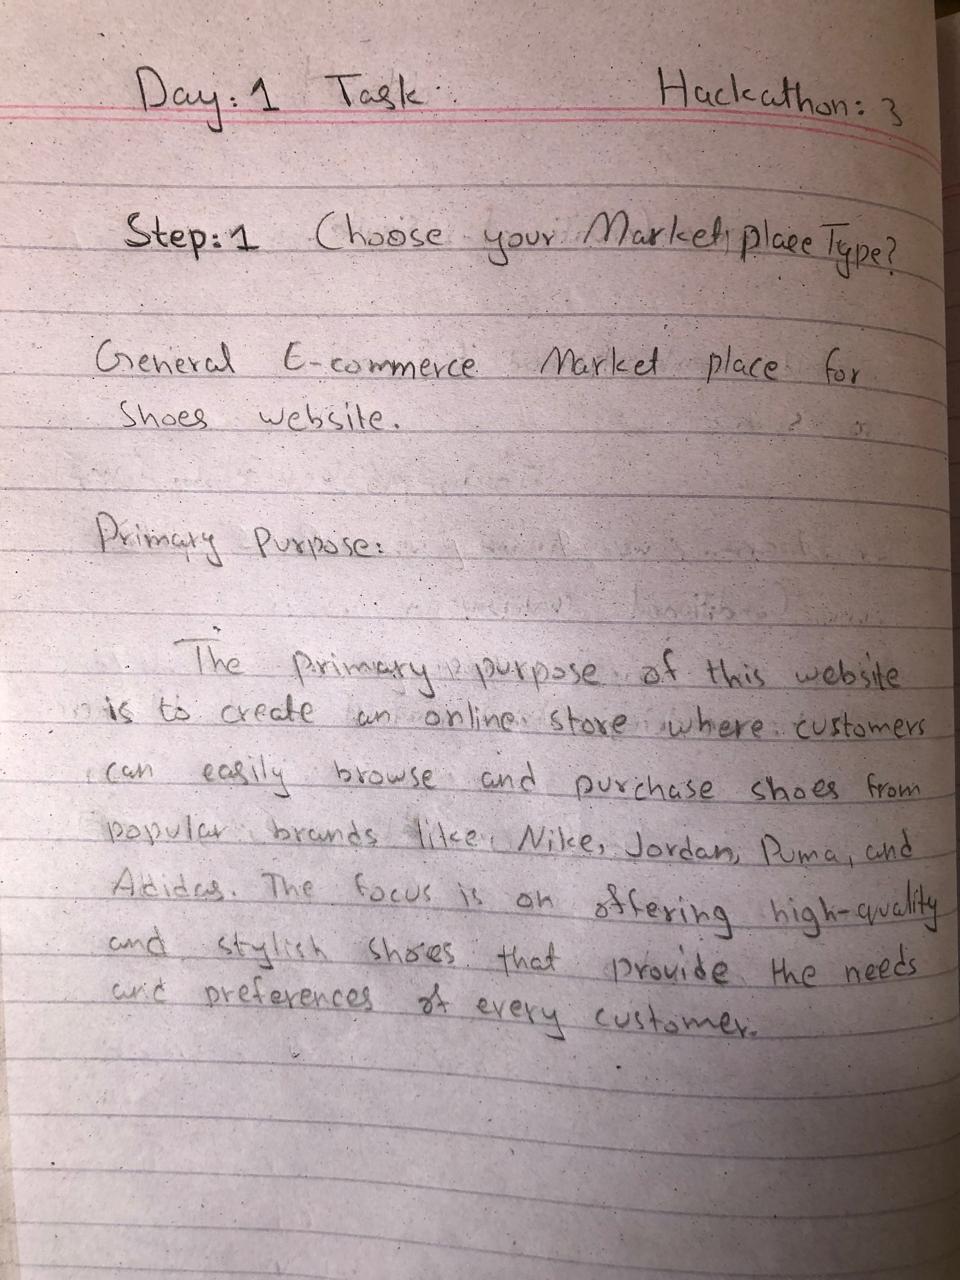 Day: 1 Task Hackathon: 3
Step: 1 Choose your Market place Type?
General E-commerce Market place for
shoes website.
Primary Purpose:
The primary purpose of this website
is to create an online store where customers
can easily browse and purchase shoes from
popular brands like, Nike, Jordan, Puma, and
Adidas. The focus is on offering high-quality
and stylish shoes that provide the needs
and preferences of every customer.